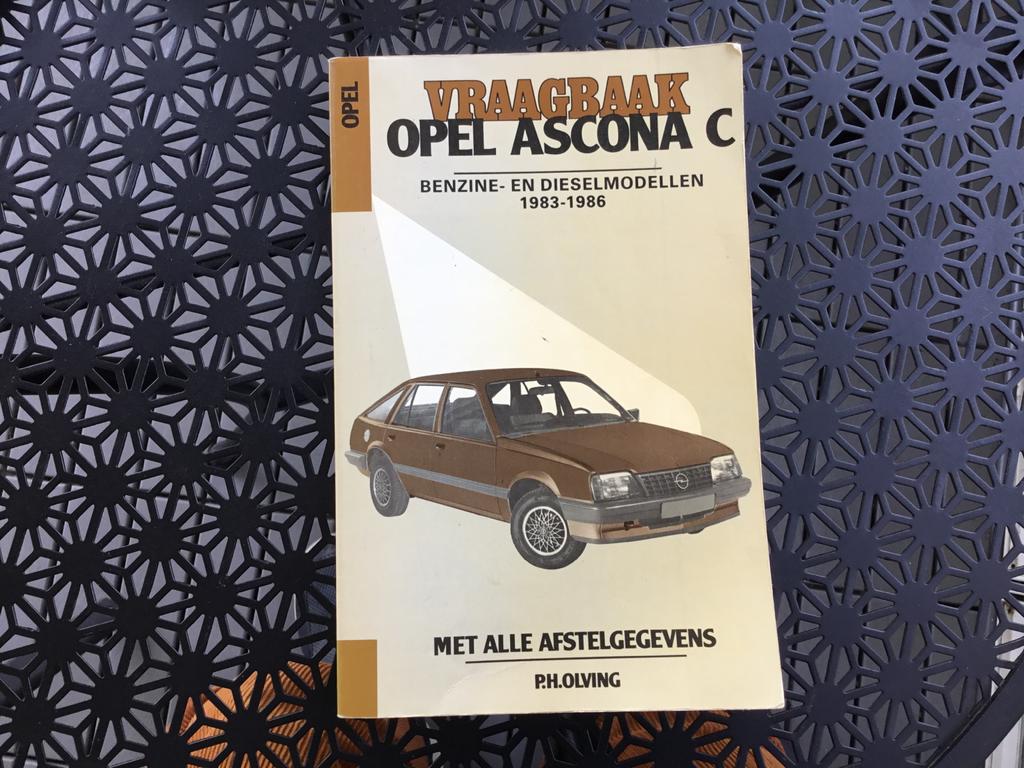 OPEL
VRAAGBAAK
OPEL ASCONA C
BENZINE- EN DIESELMODELLEN
1983-1986
MET ALLE AFSTELGEGEVENS
P.H.OLVING